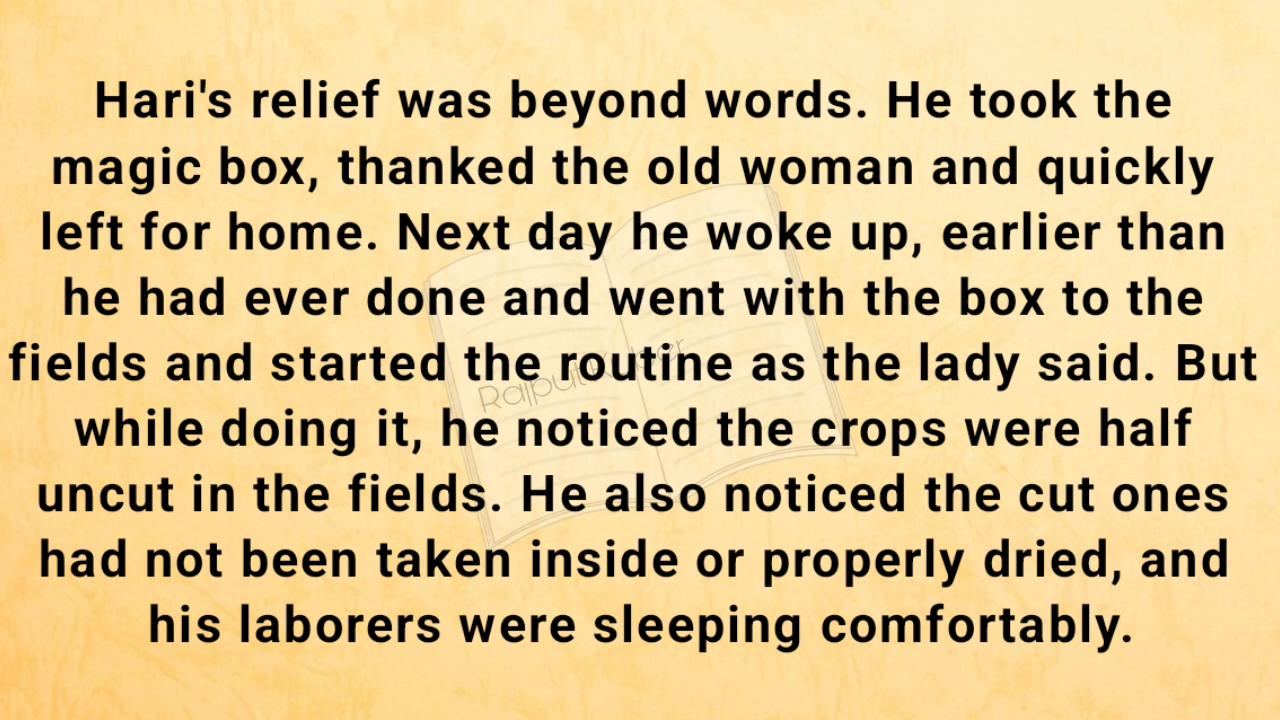 Hari's relief was beyond words. He took the
magic box, thanked the old woman and quickly
left for home. Next day he woke up, earlier than
he had ever done and went with the box to the
fields and started the routine as the lady said. But
while doing it, he noticed the crops were half
uncut in the fields. He also noticed the cut ones
had not been taken inside or properly dried, and
his laborers were sleeping comfortably.